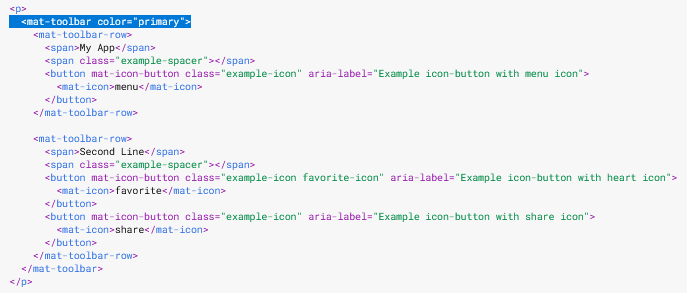 <p>
  <mat-toolbar color="primary">
    <mat-toolbar-row>
      <span>My App</span>
      <span class="example-spacer"></span>
      <button mat-icon-button class="example-icon" aria-label="Example icon-button with menu icon">
        <mat-icon>menu</mat-icon>
      </button>
    </mat-toolbar-row>

    <mat-toolbar-row>
      <span>Second Line</span>
      <span class="example-spacer"></span>
      <button mat-icon-button class="example-icon favorite-icon" aria-label="Example icon-button with heart icon">
        <mat-icon>favorite</mat-icon>
      </button>
      <button mat-icon-button class="example-icon" aria-label="Example icon-button with share icon">
        <mat-icon>share</mat-icon>
      </button>
    </mat-toolbar-row>
  </mat-toolbar>
</p>